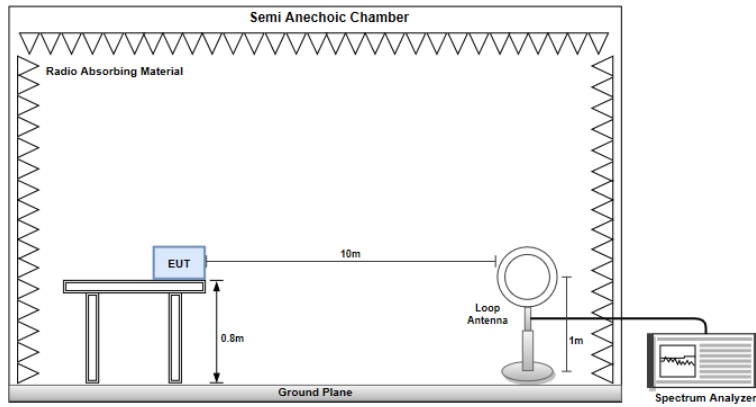 Semi Anechoic Chamber
Radio Absorbing Material
EUT
10m
Loop
Antenna
0.8m
1m
Ground Plane
Spectrum Analyzer